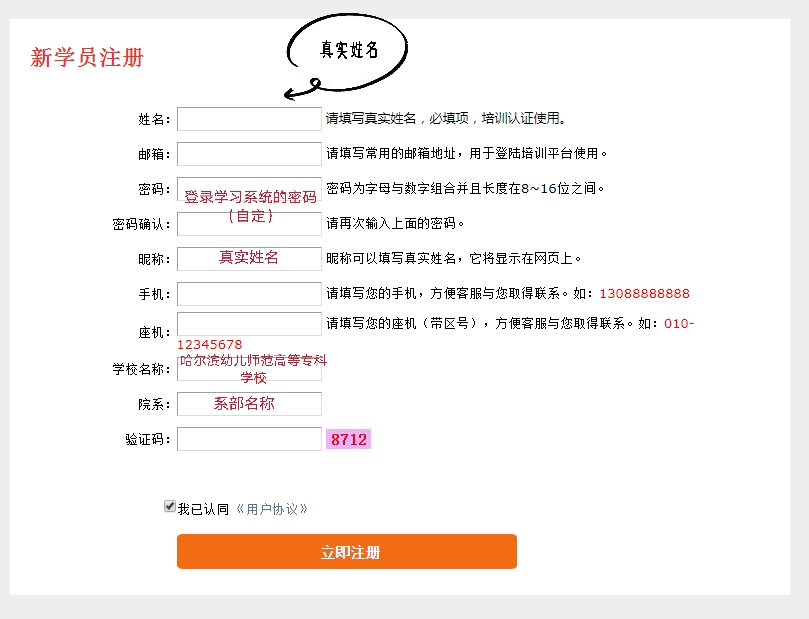 真实姓名
新学员注册
姓名： 请填写真实姓名，必填项，培训认证使用。
邮箱： 请填写常用的邮箱地址，用于登陆培训平台使用。
密码： 登录学习系统的密码 密码为字母与数字组合并且长度在8~16位之间。
（自定）
密码确认： 请再次输入上面的密码。
昵称： 真实姓名 昵称可以填写真实姓名，它将显示在网页上。
手机： 请填写您的手机，方便客服与您取得联系。如：13088888888
座机： 请填写您的座机（带区号），方便客服与您取得联系。如：010-
12345678
学校名称： 哈尔滨幼儿师范高等专科
学校
院系： 系部名称
验证码： 8712
我已认同《用户协议》
立即注册